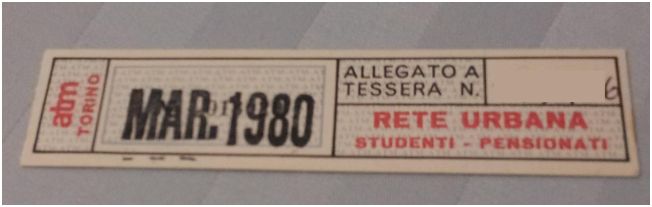 atm
TORINO
MAR. 1980
ALLEGATO A
TESSERA N. 6
RETE URBANA
STUDENTI - PENSIONATI